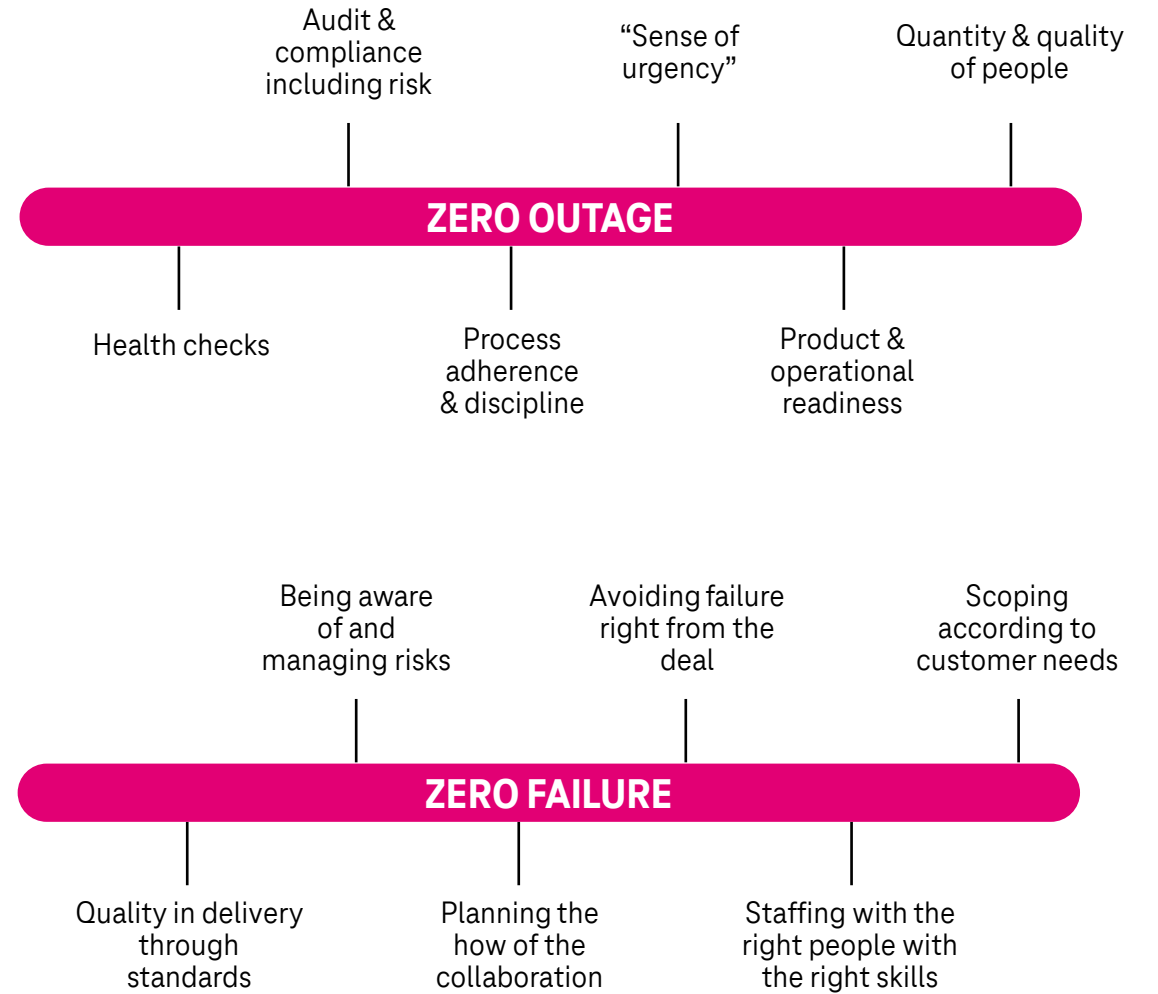 Audit &
compliance
including risk
“Sense of
urgency”
Quantity & quality
of people
ZERO OUTAGE
Health checks
Process
adherence
& discipline
Product &
operational
readiness
Being aware
of and
managing risks
Avoiding failure
right from the
deal
Scoping
according to
customer needs
ZERO FAILURE
Quality in delivery
through
standards
Planning the
how of the
collaboration
Staffing with the
right people with
the right skills